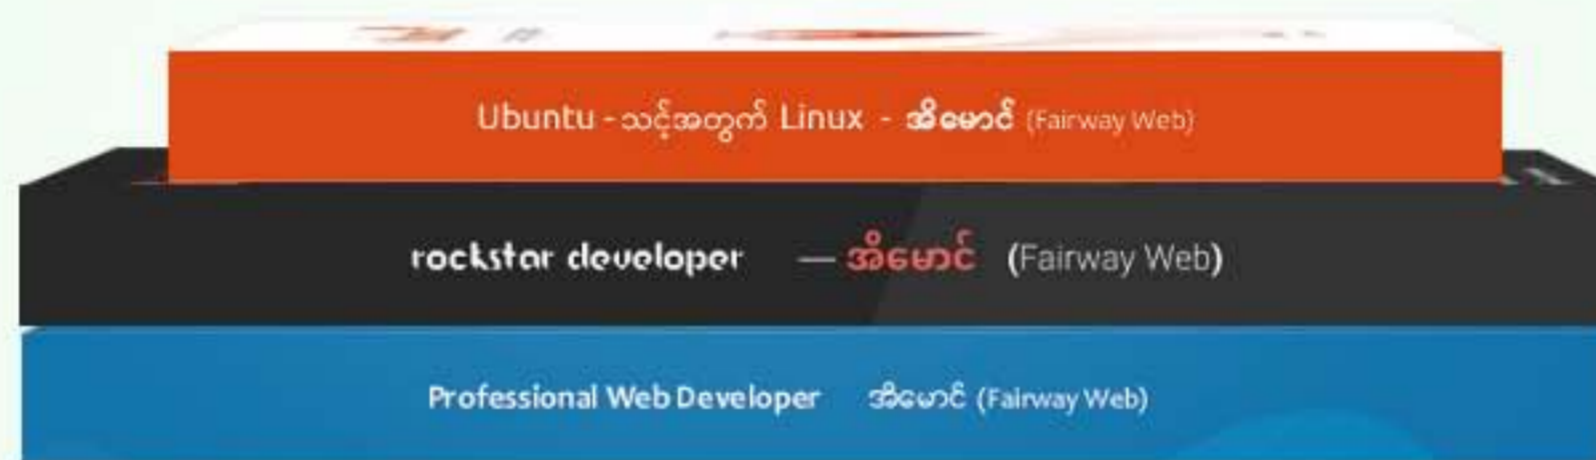 Ubuntu - သင့်အတွက် Linux - အိမောင် (Fairway Web)
rockstar developer — အိမောင် (Fairway Web)
Professional Web Developer အိမောင် (Fairway Web)